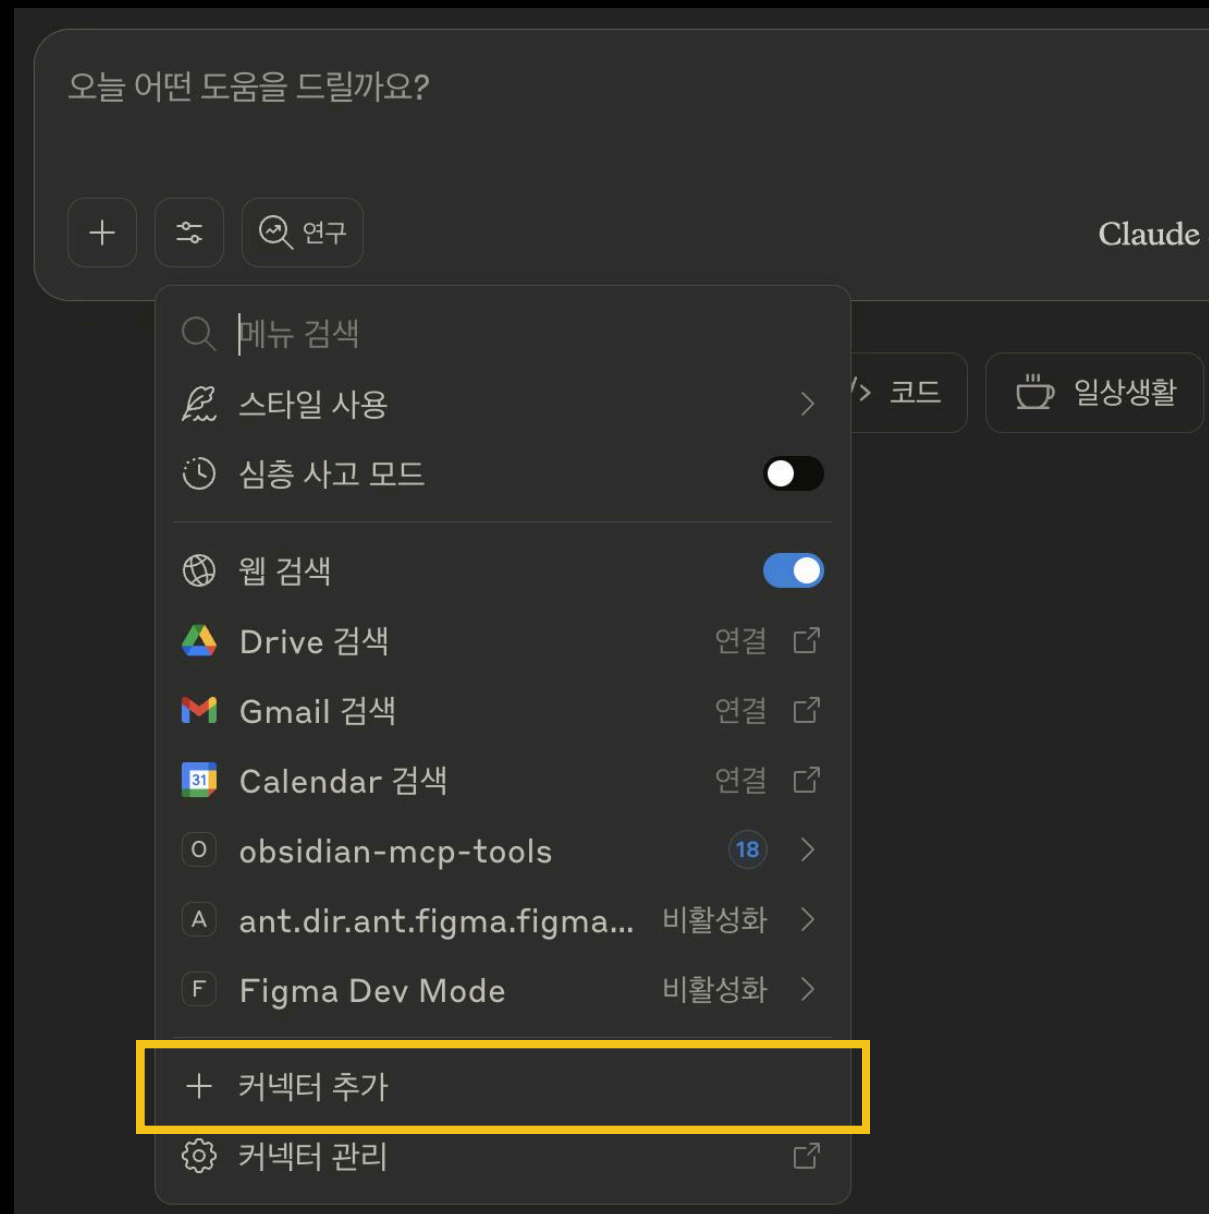 오늘 어떤 도움을 드릴까요?
연구
Claude
메뉴 검색
스타일 사용
코드
일상생활
심층 사고 모드
웹 검색
Drive 검색 연결
Gmail 검색 연결
31 Calendar 검색 연결
O obsidian-mcp-tools 18
A ant.dir.ant.figma.figma... 비활성화
F Figma Dev Mode 비활성화
+ 커넥터 추가
커넥터 관리